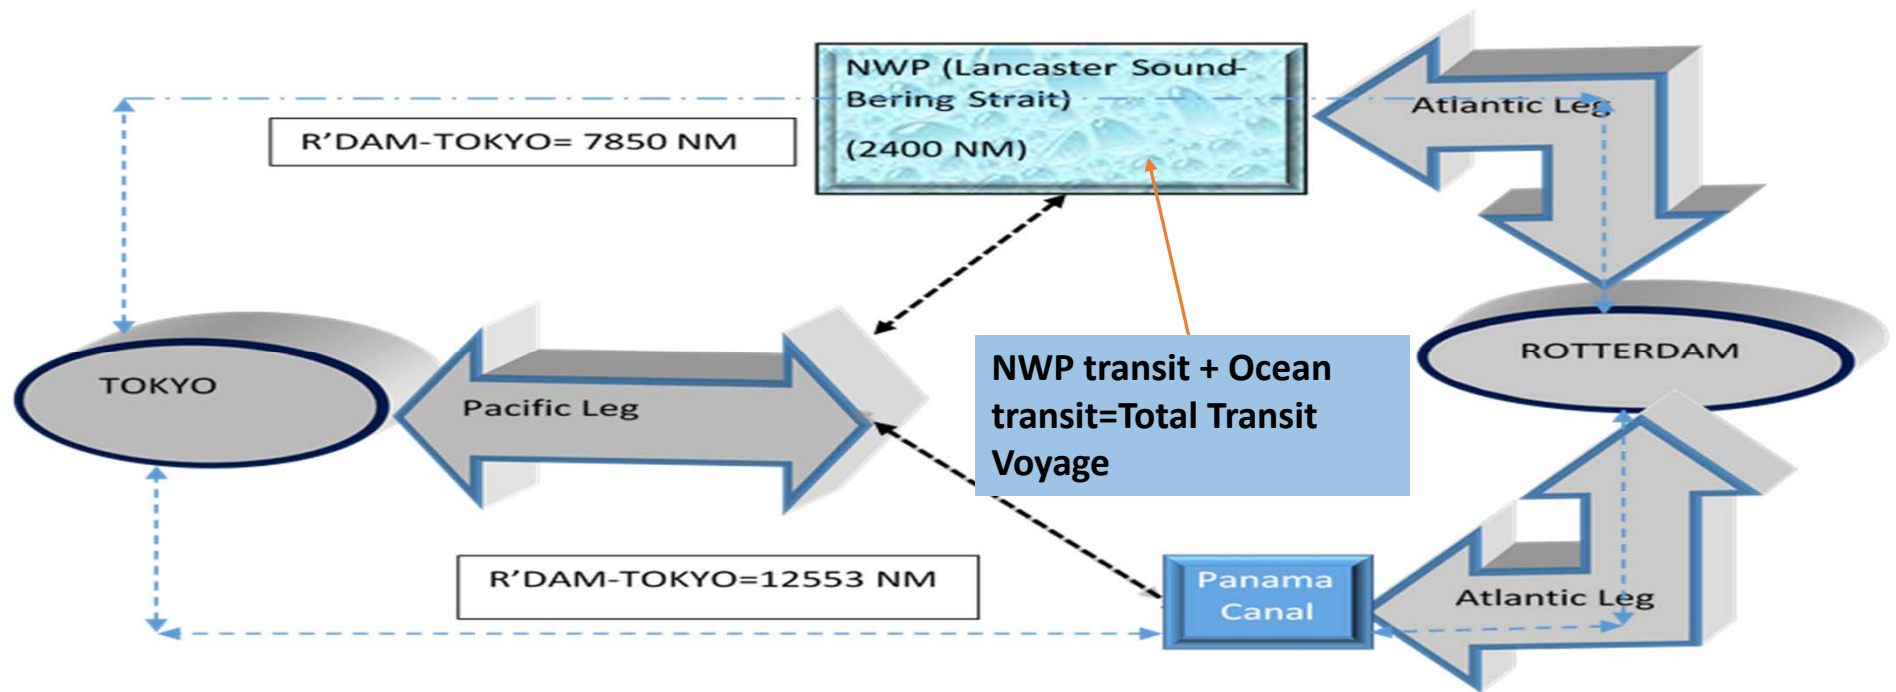 NWP (Lancaster Sound-
Bering Strait)
(2400 NM)
Atlantic Leg
R’DAM-TOKYO= 7850 NM
TOKYO
Pacific Leg
NWP transit + Ocean
transit=Total Transit
Voyage
ROTTERDAM
R’DAM-TOKYO=12553 NM
Panama
Canal
Atlantic Leg